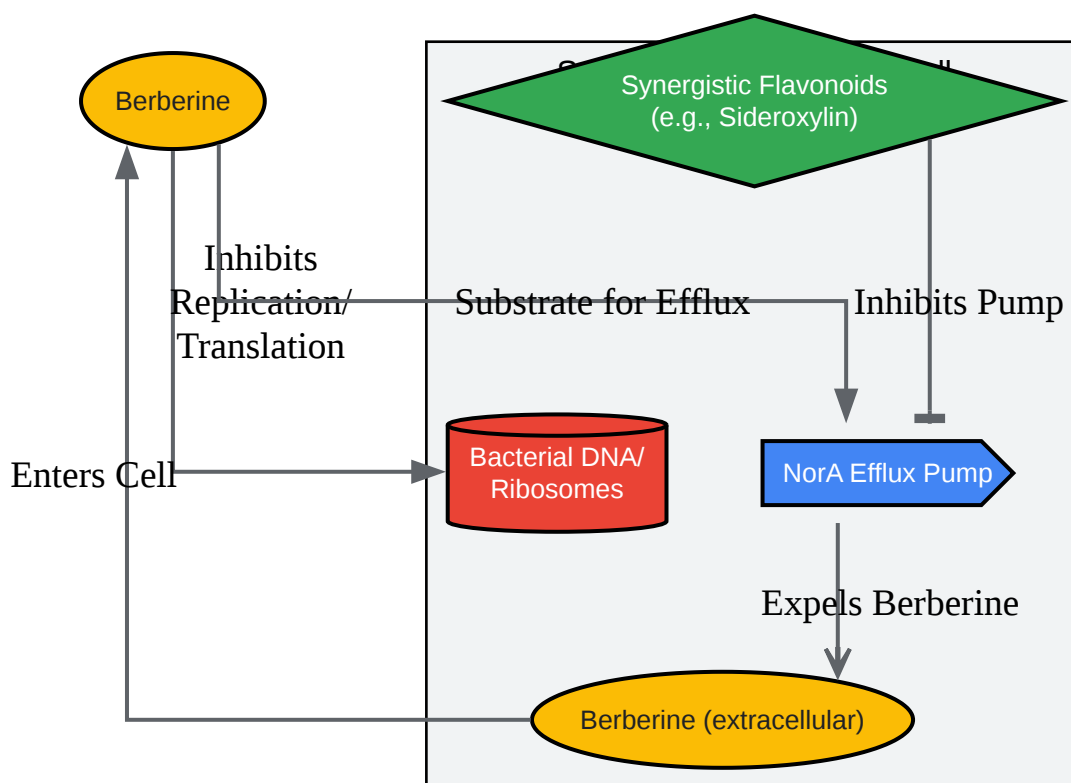 Synergistic Flavonoids
(e.g., Sideroxylin)
Berberine
Inhibits
Replication/
Translation
Substrate for Efflux
Inhibits Pump
Enters Cell
Bacterial DNA/
Ribosomes
NorA Efflux Pump
Expels Berberine
Berberine (extracellular)